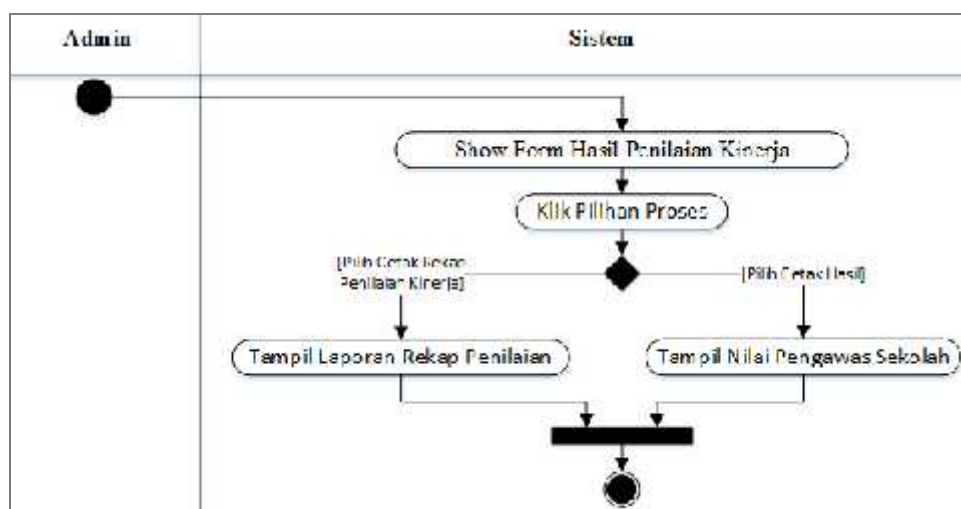 Admin
Sistem
Show Form Hasil Penilaian Kinerja
Klik Pilihan Proses
[Pilih Cetak Rekap
Penilaian Kinerja]
[Pilih Cetak Hasil]
Tampil Laporan Rekap Penilaian
Tampil Nilai Pengawas Sekolah